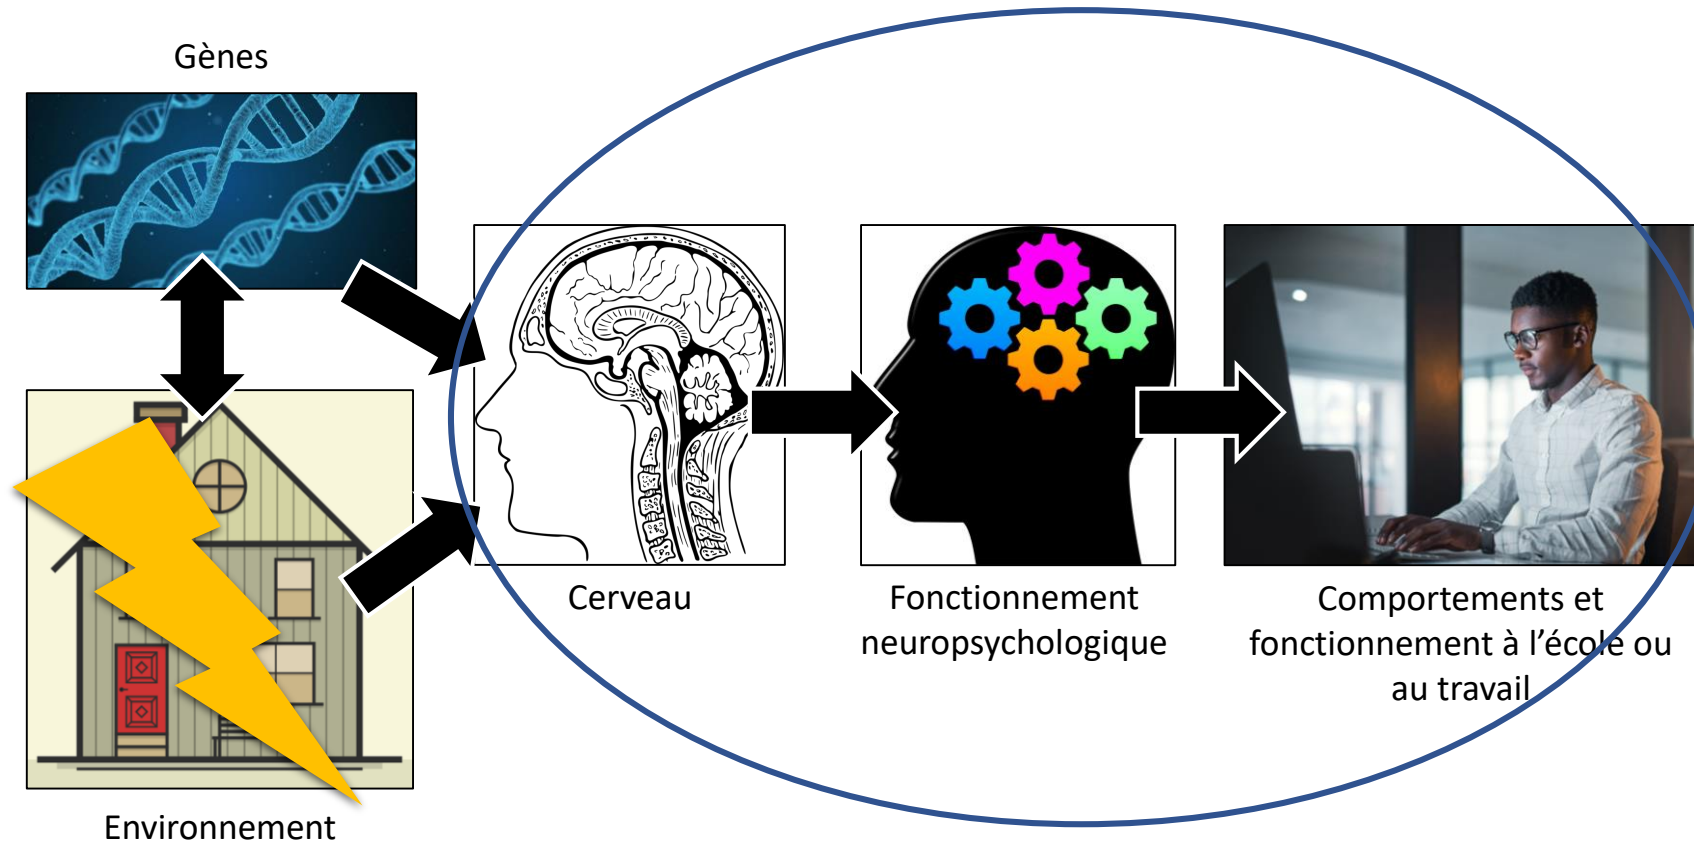 Gènes
Cerveau
Fonctionnement
neuropsychologique
Comportements et
fonctionnement à l'école ou
au travail
Environnement